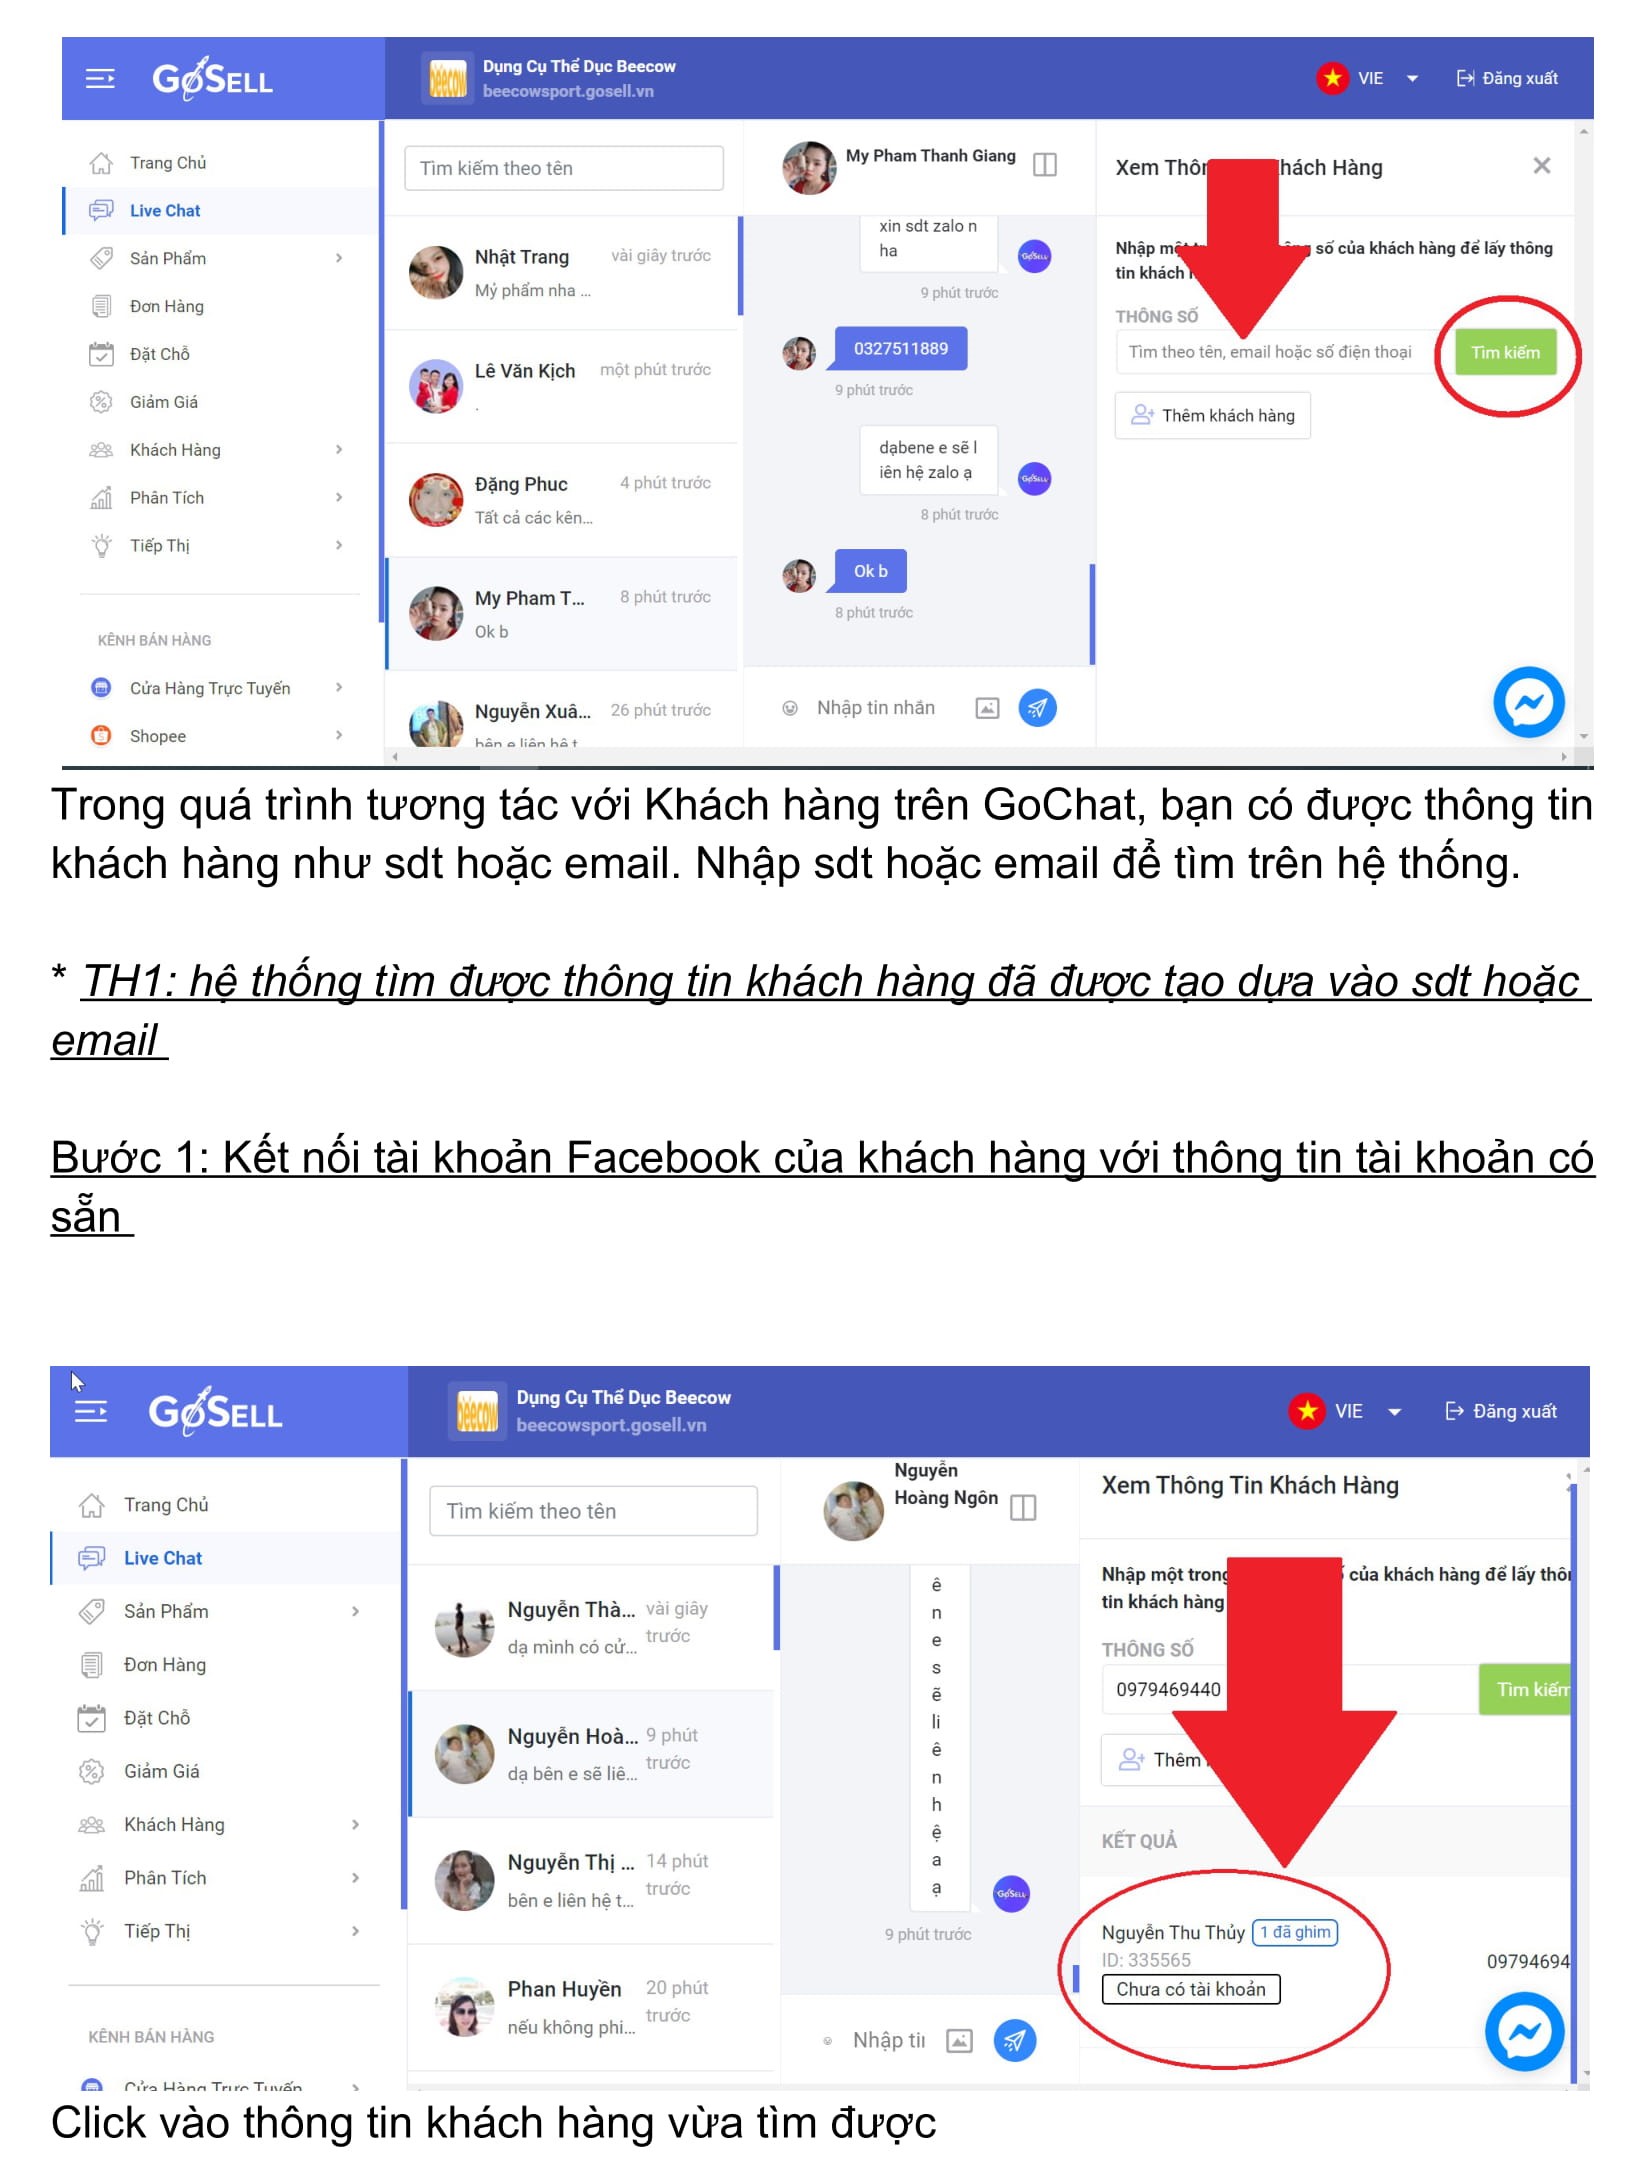 GoSELL
Dụng Cụ Thể Dục Beecow
beecowsport.gosell.vn
VIE
Đăng xuất
Trang Chủ
Live Chat
Sản Phẩm
Đơn Hàng
Đặt Chỗ
Giảm Giá
Khách Hàng
Phân Tích
Tiếp Thị
KÊNH BÁN HÀNG
Cửa Hàng Trực Tuyến
Shopee
Tìm kiếm theo tên
Nhật Trang vài giây trước
Mỷ phẩm nha ...
Lê Văn Kịch một phút trước
.
Đặng Phuc 4 phút trước
Tất cả các kên...
My Pham T... 8 phút trước
Ok b
Nguyễn Xuâ... 26 phút trước
bên e liên hệ t
My Pham Thanh Giang
xin sdt zalo n
ha
GoSELL
9 phút trước
0327511889
9 phút trước
dạbene e sẽ l
iên hệ zalo ạ
GoSELL
8 phút trước
Ok b
8 phút trước
Nhập tin nhắn
Xem Thôn hách Hàng
Nhập mộ số của khách hàng để lấy thông
tin khách
THÔNG SỐ
Tìm theo tên, email hoặc số điện thoại
Tìm kiếm
Thêm khách hàng
Trong quá trình tương tác với Khách hàng trên GoChat, bạn có được thông tin
khách hàng như sdt hoặc email. Nhập sdt hoặc email để tìm trên hệ thống.
* TH1: hệ thống tìm được thông tin khách hàng đã được tạo dựa vào sdt hoặc
email
Bước 1: Kết nối tài khoản Facebook của khách hàng với thông tin tài khoản có
sẵn
GoSELL
Dụng Cụ Thể Dục Beecow
beecowsport.gosell.vn
VIE
Đăng xuất
Trang Chủ
Live Chat
Sản Phẩm
Đơn Hàng
Đặt Chỗ
Giảm Giá
Khách Hàng
Phân Tích
Tiếp Thị
KÊNH BÁN HÀNG
Cửa Hàng Trực Tuyến
Tìm kiếm theo tên
Nguyễn Thà... vài giây
trước
dạ mình có cử...
Nguyễn Hoà... 9 phút
trước
dạ bên e sẽ liê...
Nguyễn Thị ... 14 phút
trước
bên e liên hệ t...
Phan Huyền 20 phút
trước
nếu không phi...
Nguyễn
Hoàng Ngôn
ê
n
e
s
ẽ
li
ê
n
h
ệ
a
ạ
GoSELL
9 phút trước
Nhập tir
Xem Thông Tin Khách Hàng
Nhập một trong của khách hàng để lấy thôn
tin khách hàng
THÔNG SỐ
0979469440
Tìm kiếm
Thêm
KẾT QUẢ
Nguyễn Thu Thủy 1 đã ghim
ID: 335565
09794694
Chưa có tài khoản
Click vào thông tin khách hàng vừa tìm được